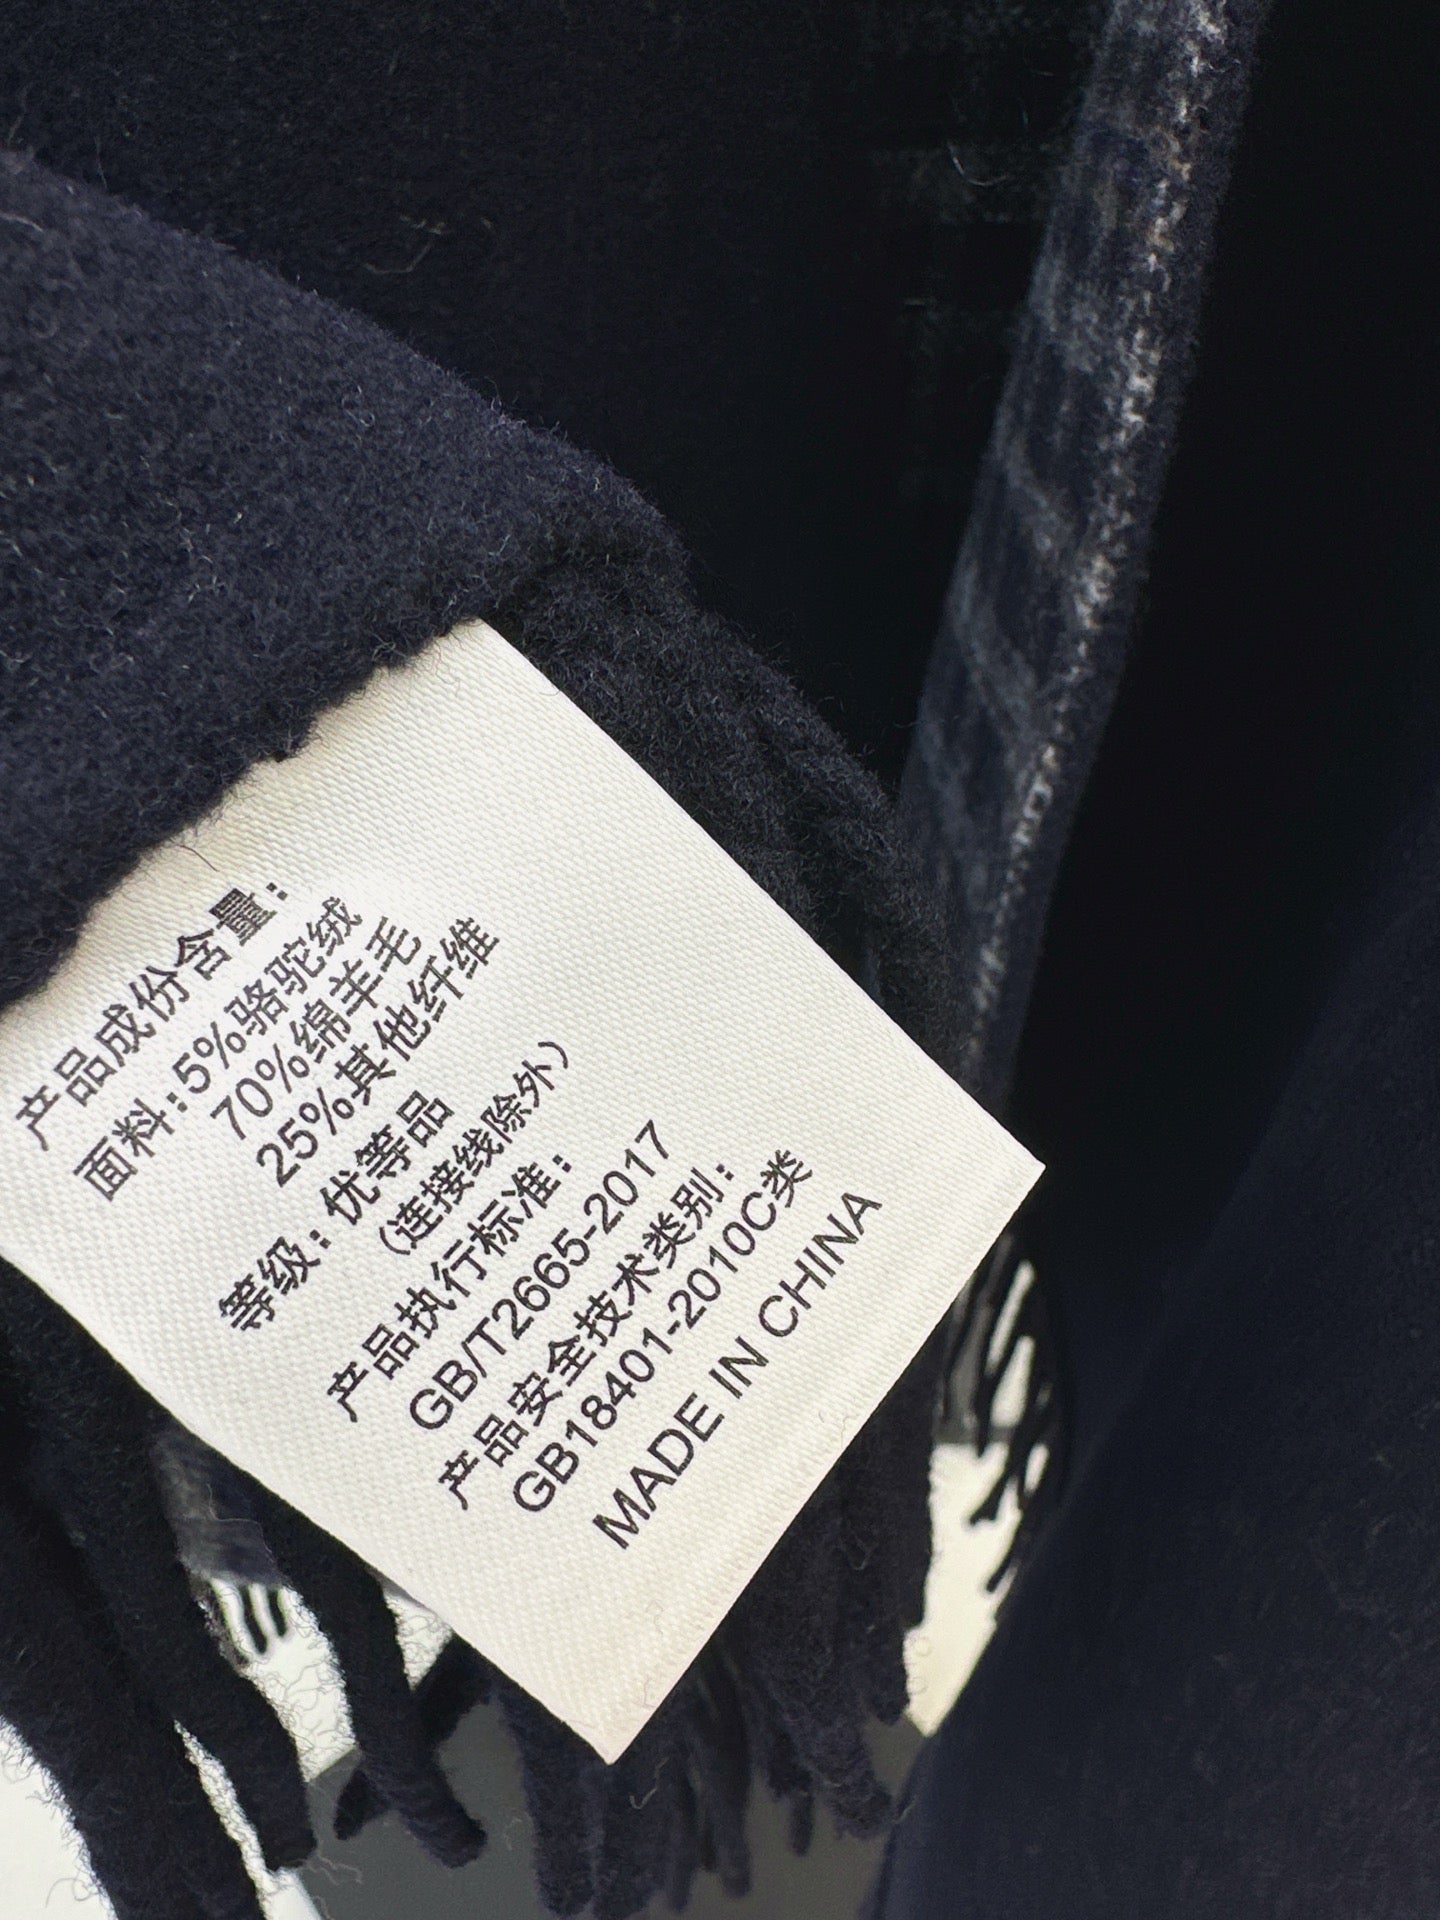 产品成份含量:
面料:5%骆驼绒
70%绵羊毛
25%其他纤维
等级:优等品
(连接线除外)
产品执行标准:
GB/T2665-2017
产品安全技术类别:
GB18401-2010C类
MADE IN CHINA